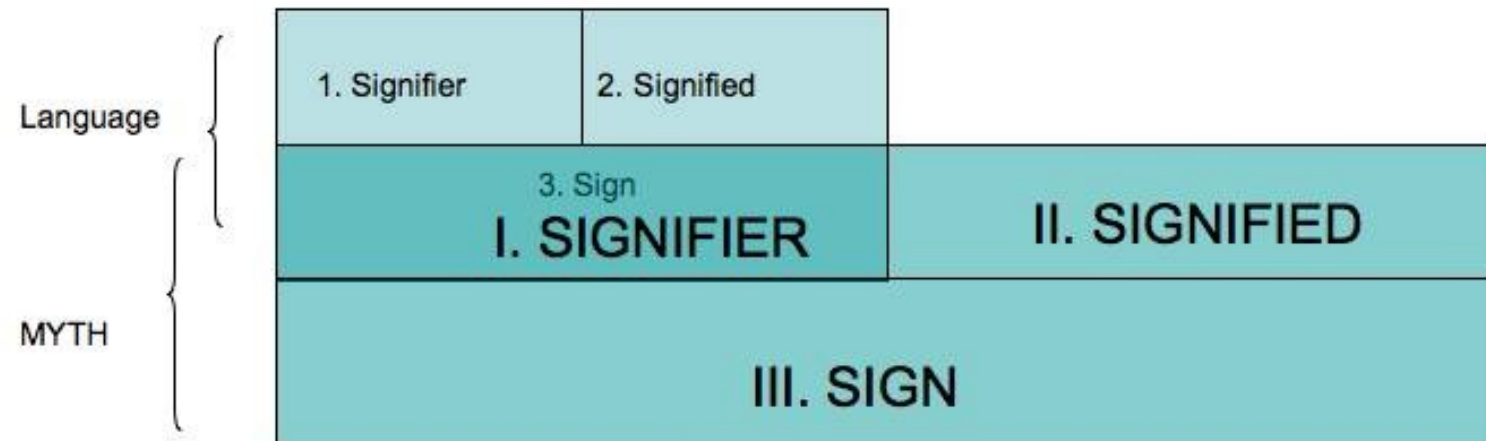 Language
1. Signifier
2. Signified
3. Sign
I. SIGNIFIER
II. SIGNIFIED
MYTH
III. SIGN